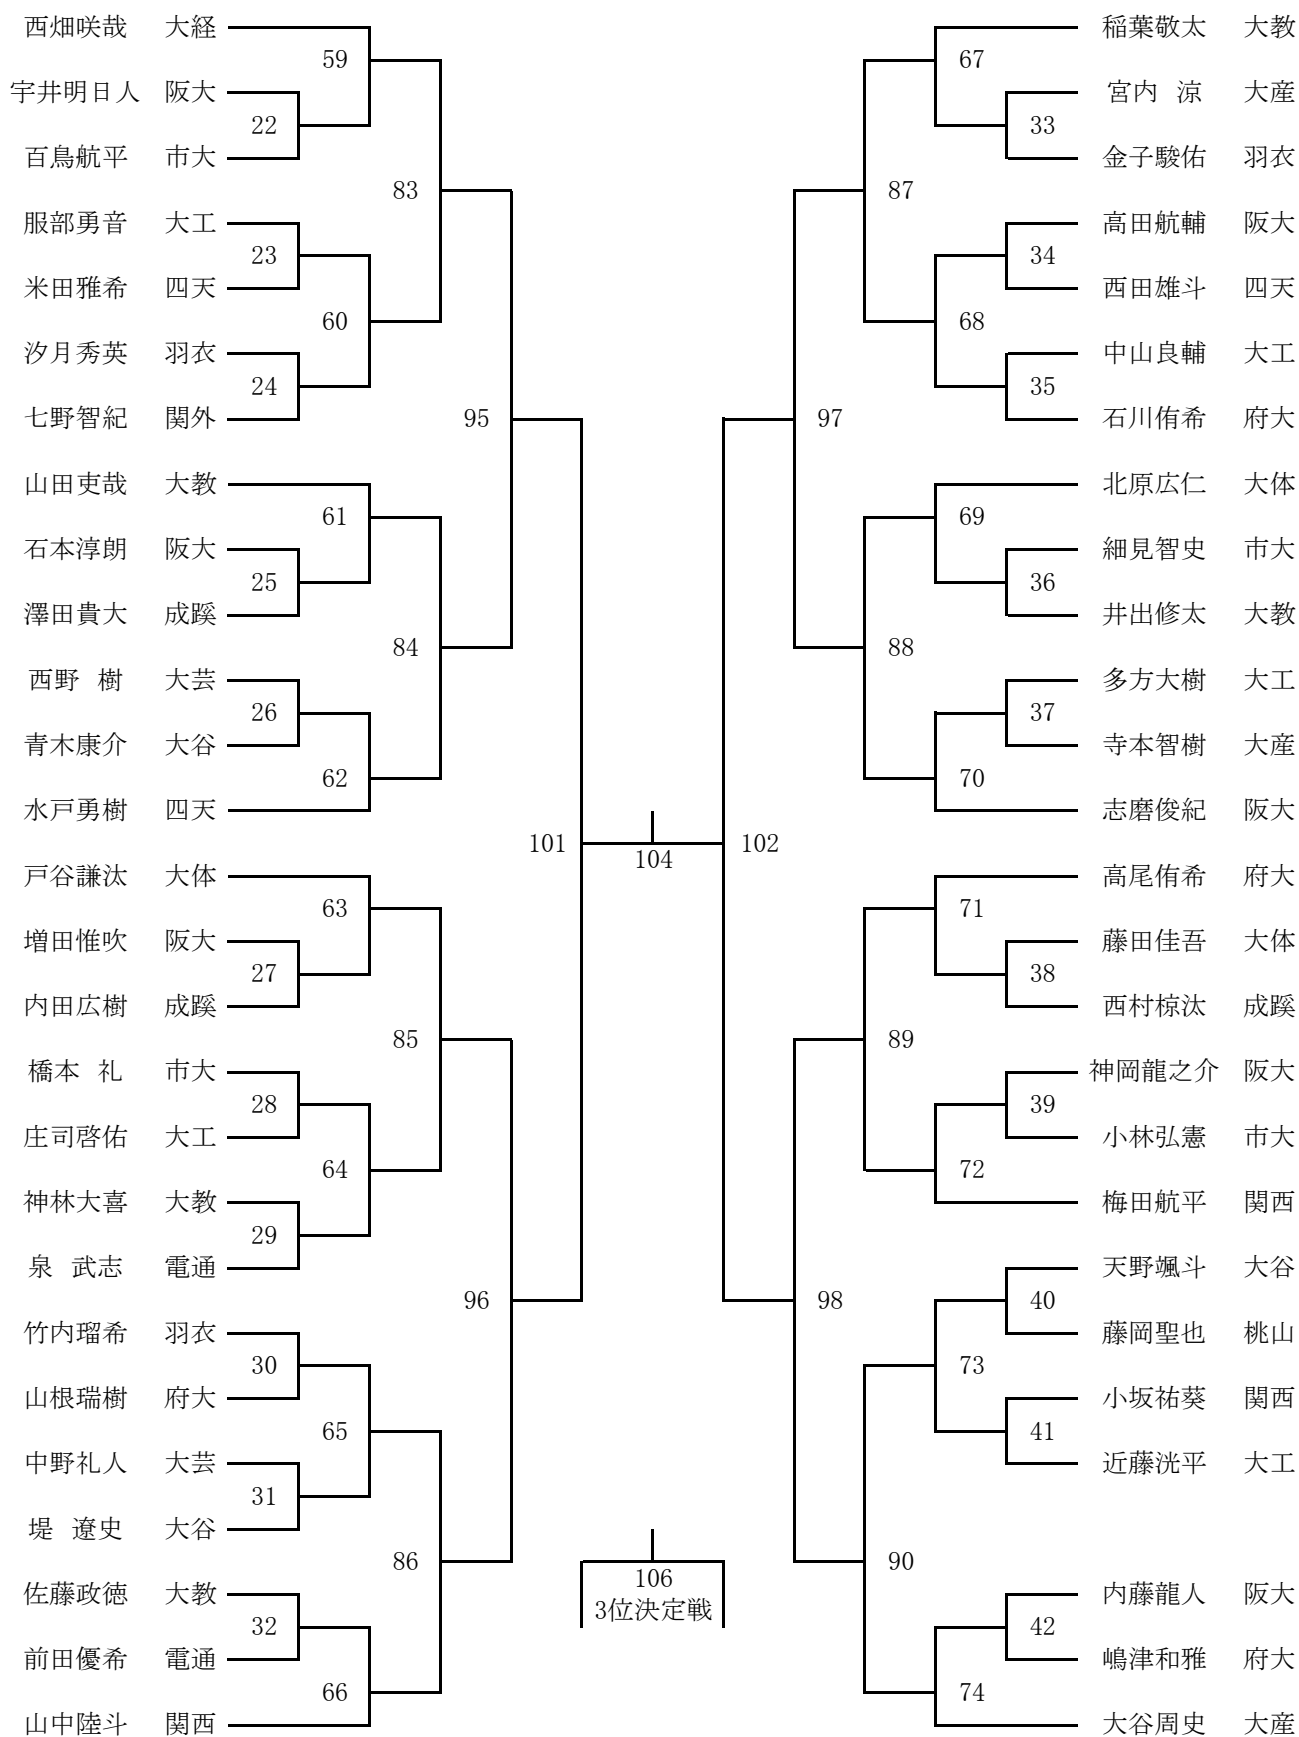 西畑咲哉 大経
59
宇井明日人 阪大
22
百鳥航平 市大
83
服部勇音 大工
23
米田雅希 四天
60
汐月秀英 羽衣
24
七野智紀 関外
95
山田吏哉 大教
61
石本淳朗 阪大
25
澤田貴大 成蹊
84
西野 樹 大芸
26
青木康介 大谷
62
水戸勇樹 四天
101
戸谷謙汰 大体
63
増田惟吹 阪大
27
内田広樹 成蹊
85
橋本 礼 市大
28
庄司啓佑 大工
64
神林大喜 大教
29
泉 武志 電通
96
竹内瑠希 羽衣
30
山根瑞樹 府大
65
中野礼人 大芸
31
堤 遼史 大谷
86
佐藤政徳 大教
32
前田優希 電通
66
山中陸斗 関西
104
106
3位決定戦
稲葉敬太 大教
67
宮内 涼 大産
33
金子駿佑 羽衣
87
高田航輔 阪大
34
西田雄斗 四天
68
中山良輔 大工
35
石川侑希 府大
97
北原広仁 大体
69
細見智史 市大
36
井出修太 大教
88
多方大樹 大工
37
寺本智樹 大産
70
志磨俊紀 阪大
102
高尾侑希 府大
71
藤田佳吾 大体
38
西村椋汰 成蹊
89
神岡龍之介 阪大
39
小林弘憲 市大
72
梅田航平 関西
98
天野颯斗 大谷
40
藤岡聖也 桃山
73
小坂祐葵 関西
41
近藤洸平 大工
90
内藤龍人 阪大
42
嶋津和雅 府大
74
大谷周史 大産